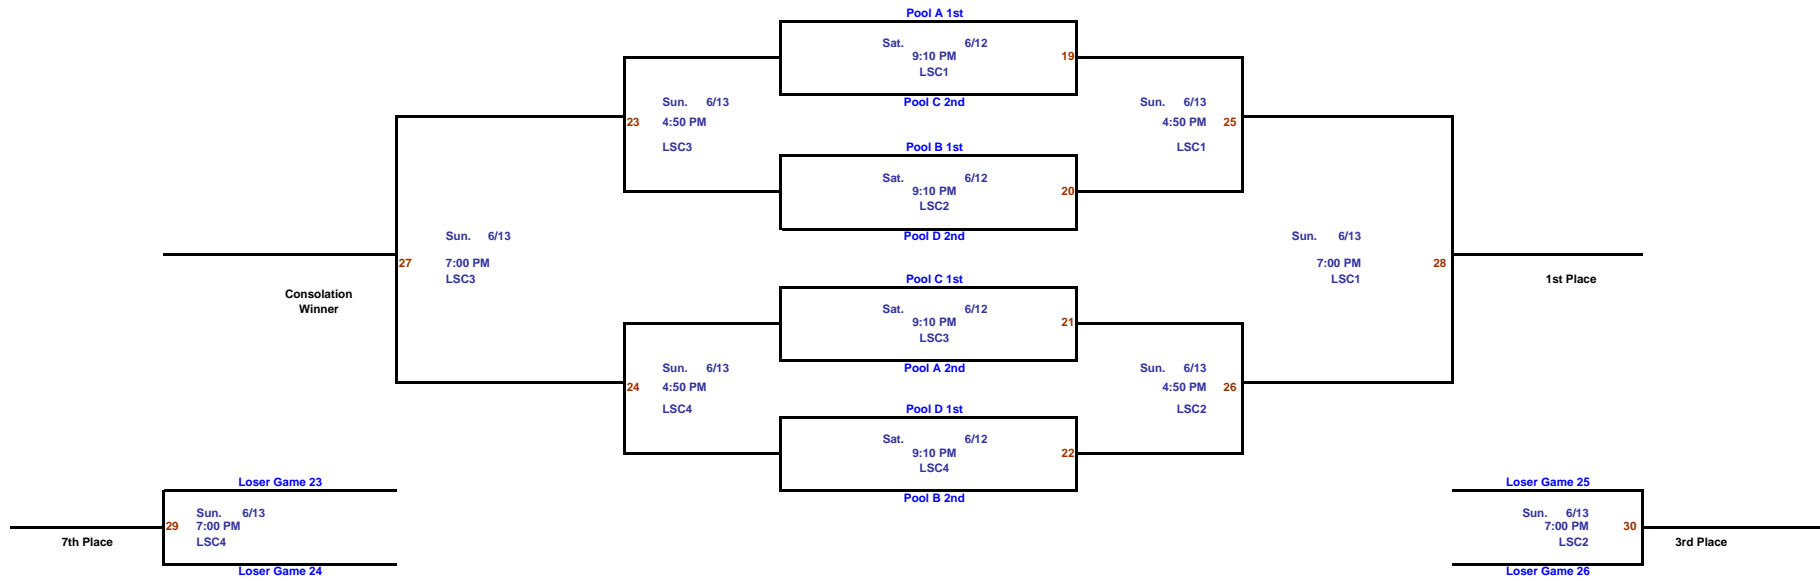 Pool A 1st
Sat. 6/12
9:10 PM 19
LSC1
Pool C 2nd
Sun. 6/13
23 4:50 PM
LSC3
Sun. 6/13
4:50 PM 25
LSC1
Pool B 1st
Sat. 6/12
9:10 PM 20
LSC2
Pool D 2nd
Sun. 6/13
27 7:00 PM
LSC3
Consolation
Winner
Sun. 6/13
7:00 PM 28
LSC1
1st Place
Pool C 1st
Sat. 6/12
9:10 PM 21
LSC3
Pool A 2nd
Sun. 6/13
24 4:50 PM
LSC4
Sun. 6/13
4:50 PM 26
LSC2
Pool D 1st
Sat. 6/12
9:10 PM 22
LSC4
Pool B 2nd
Loser Game 23
Sun. 6/13
29 7:00 PM
LSC4
7th Place
Loser Game 24
Loser Game 25
Sun. 6/13
7:00 PM 30
LSC2
3rd Place
Loser Game 26